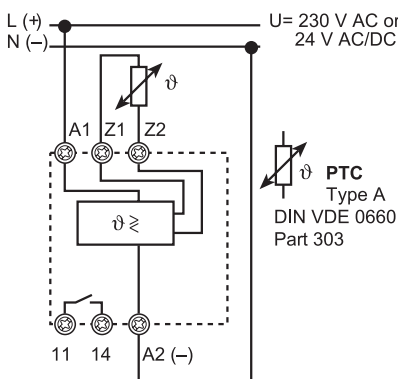 L (+)
U= 230 V AC or
N (–)
24 V AC/DC
ϑ
A1 Z1 Z2
ϑ PTC
Type A
DIN VDE 0660
Part 303
ϑ ≷
11 14 A2 (–)